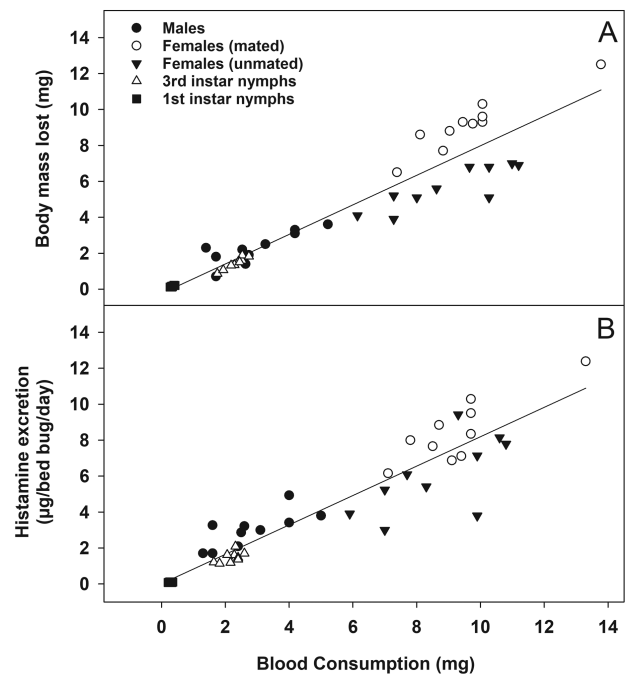 A
Males
Females (mated)
Females (unmated)
3rd instar nymphs
1st instar nymphs
Body mass lost (mg)
14
12
10
8
6
4
2
0
B
Histamine excretion
(µg/bed bug/day)
14
12
10
8
6
4
2
0
0 2 4 6 8 10 12 14
Blood Consumption (mg)